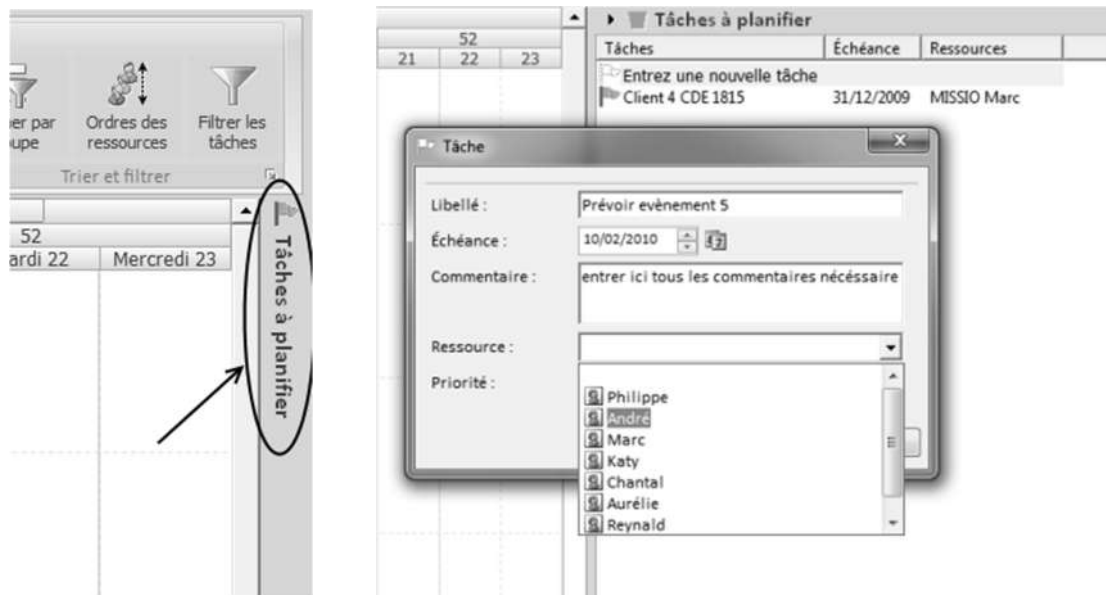 er par
upe
Ordres des
ressources
Filtrer les
tâches
Trier et filtrer
52
ardi 22
Mercredi 23
Tâches à planifier
52
21 22 23
Tâches à planifier
Tâches Échéance Ressources
Entrez une nouvelle tâche
Client 4 CDE 1815 31/12/2009 MISSIO Marc
Tâche
Libellé : Prévoir evènement 5
Échéance : 10/02/2010
Commentaire : entrer ici tous les commentaires nécéssaire
Ressource :
Priorité :
Philippe
André
Marc
Katy
Chantal
Aurélie
Reynald